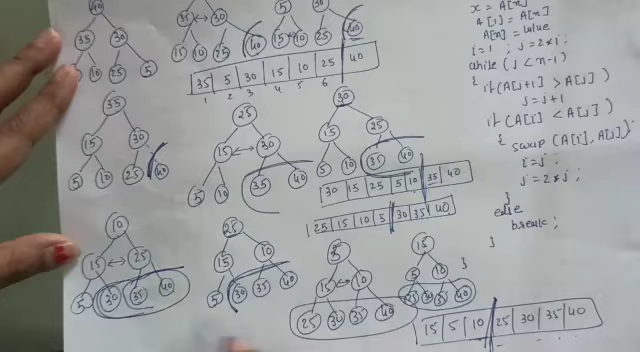 40
35 30
10 25 5
35 30
15 10 25 40
5 30
15 10 25 40
35 5 30 15 10 25 40
1 2 3 4 5 6
x = A[n]
A[1] = A[n]
A[n] = value
i = 1 ; j = 2*i;
while (j < n-1)
{ if (A[j+1] > A[j])
j = j+1
if (A[i] < A[j])
{ swap (A[i], A[j]);
i = j;
j = 2*j;
}
else
break;
}
}
35
15 30
5 10 25 40
25
15 30
5 10 35 40
30
15 25
5 10 35 40
30 15 25 5 10 35 40
25 15 10 5 30 35 40
10
15 25
5 30 35 40
25
15 10
5 30 35 40
5
15 10
25 30 35 40
15
5 10
25 30 35 40
15 5 10 25 30 35 40